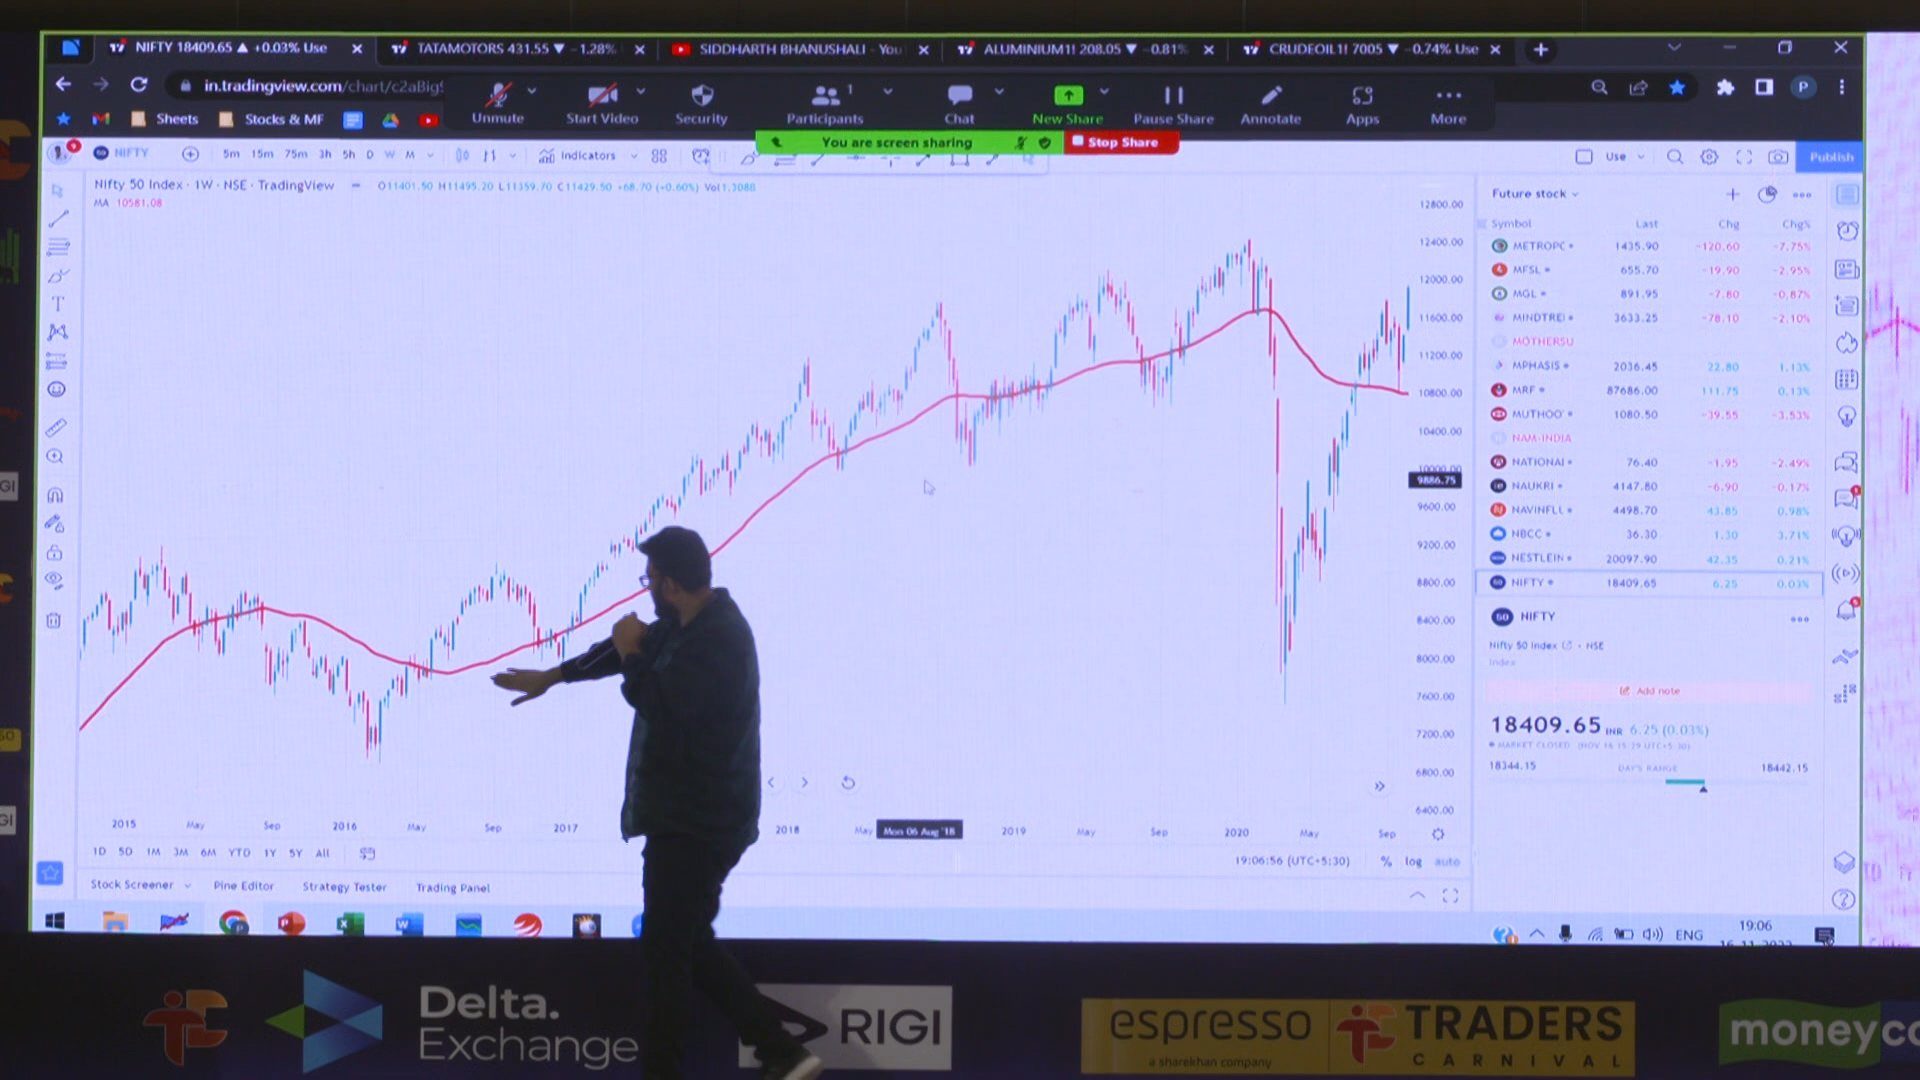 NIFTY 18409.65 ▲ +0.03% Use
TATAMOTORS 431.55 ▼ −1.28%
SIDDHARTH BHANUSHALI - You
ALUMINIUM1! 208.05 ▼ −0.81%
CRUDEOIL1! 7005 ▼ −0.74% Use
in.tradingview.com/chart/c2aBig
Unmute
Start Video
Security
Participants 1
Chat
New Share
Pause Share
Annotate
Apps
More
Sheets
Stocks & MF
You are screen sharing
Stop Share
NIFTY
5m 15m 75m 3h 5h D W M
Indicators
Use
Publish
Nifty 50 Index · 1W · NSE · TradingView
O11401.50 H11495.20 L11359.70 C11429.50 +68.70 (+0.60%)
MA 10581.08
12800.00
12400.00
12000.00
11600.00
11200.00
10800.00
10400.00
10000.00
9886.75
9600.00
9200.00
8800.00
8400.00
8000.00
7600.00
7200.00
6800.00
6400.00
2015 May Sep 2016 May Sep 2017 2018 May Mon 06 Aug '18 2019 May Sep 2020 May Sep
1D 5D 1M 3M 6M YTD 1Y 5Y All
19:06:56 (UTC+5:30) % log auto
Stock Screener
Pine Editor
Strategy Tester
Trading Panel
Future stock
Symbol Last Chg Chg%
METROPC 1435.90 −120.60 −7.75%
MFSL 655.70 −19.90 −2.95%
MGL 891.95 −7.80 −0.87%
MINDTREE 3633.25 −78.10 −2.10%
MOTHERSU
MPHASIS 2036.45 22.80 1.13%
MRF 87686.00 111.75 0.13%
MUTHOO 1080.50 −39.55 −3.53%
NAM-INDIA
NATIONAL 76.40 −1.95 −2.49%
NAUKRI 4147.80 −6.90 −0.17%
NAVINFL 4498.70 43.85 0.98%
NBCC 36.30 1.30 3.71%
NESTLEIN 20097.90 42.35 0.21%
NIFTY 18409.65 6.25 0.03%
50 NIFTY
Nifty 50 Index · NSE
Index
Add note
18409.65 INR 6.25 (0.03%)
MARKET CLOSED (NOV 16 15:29 UTC+5:30)
18344.15 DAY'S RANGE 18442.15
ENG
19:06
Delta.
Exchange
RIGI
espresso
a sharekhan company
TRADERS
CARNIVAL
moneyco